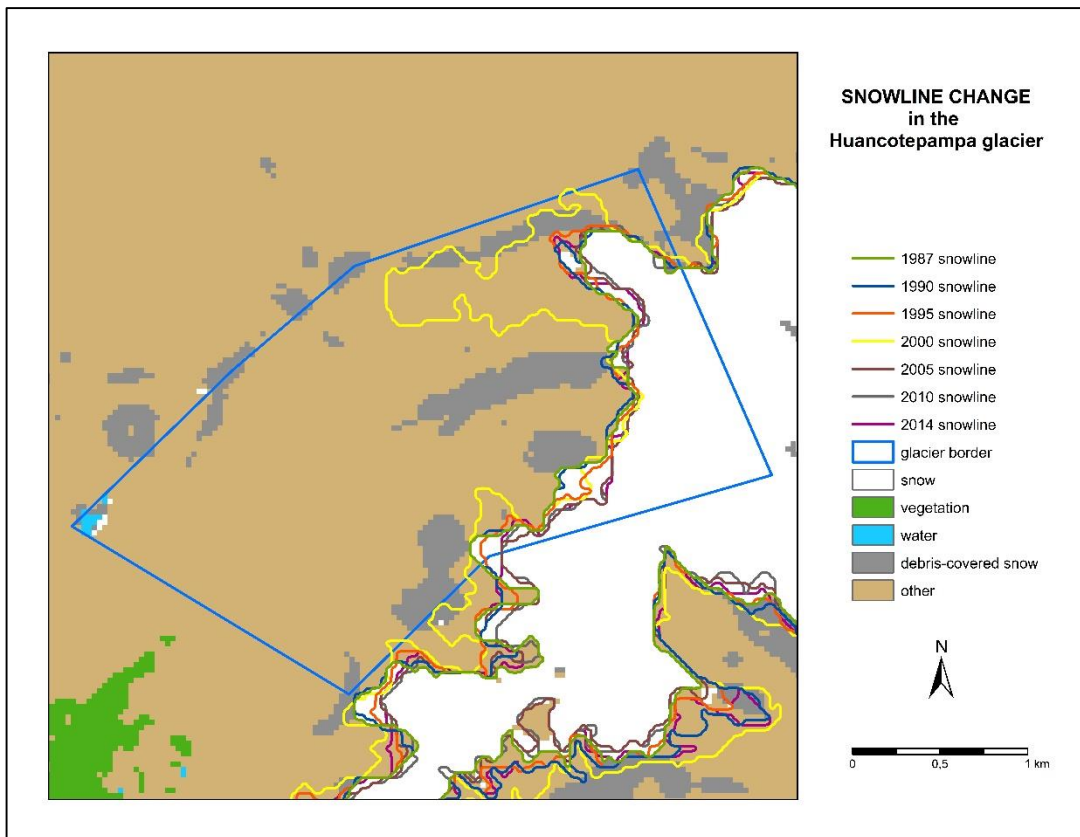 SNOWLINE CHANGE
in the
Huancotepampa glacier
1987 snowline
1990 snowline
1995 snowline
2000 snowline
2005 snowline
2010 snowline
2014 snowline
glacier border
snow
vegetation
water
debris-covered snow
other
N
0 0,5 1 km